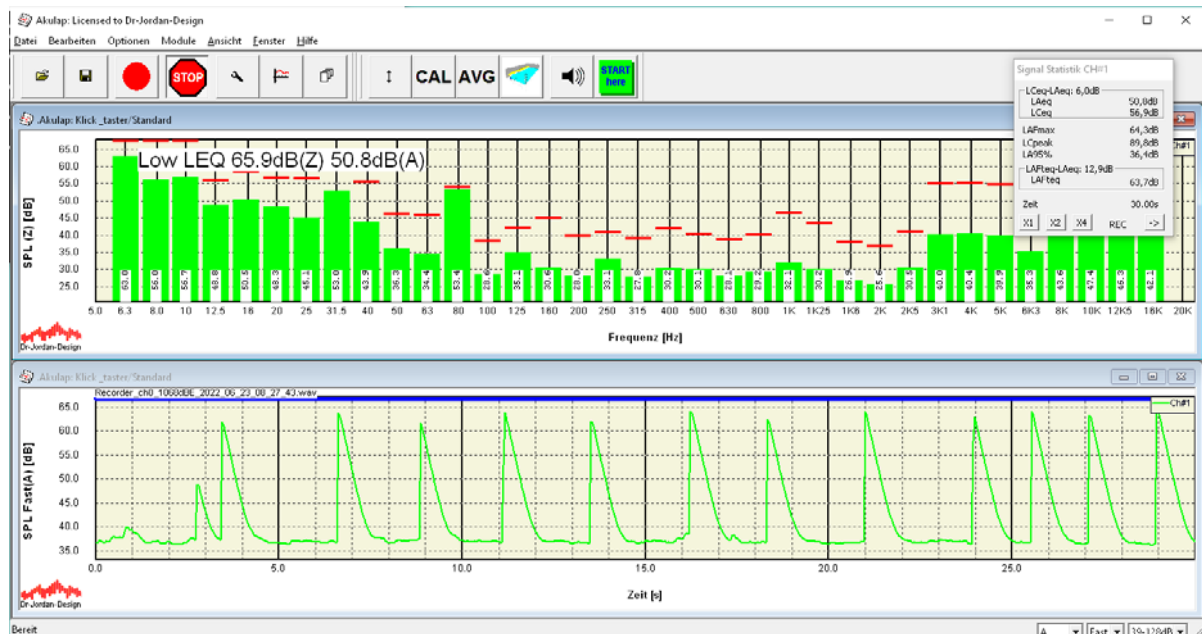 Akulap: Licensed to Dr-Jordan-Design
Datei Bearbeiten Optionen Module Ansicht Fenster Hilfe
STOP CAL AVG START here
Signal Statistik CH#1
LCeq-LAeq: 6,0dB
LAeq 50,8dB
LCeq 56,9dB
LAFmax 64,3dB
LCpeak 89,8dB
LA95% 36,4dB
LAFteq-LAeq: 12,9dB
LAFteq 63,7dB
Zeit 30.00s
X1 X2 X4 REC ->
Akulap: Klick_taster/Standard
Low LEQ 65.9dB(Z) 50.8dB(A)
SPL (Z) [dB]
65.0
60.0
55.0
50.0
45.0
40.0
35.0
30.0
25.0
63.0 56.0 56.7 48.8 50.5 48.3 45.1 53.0 43.9 36.3 34.4 53.4 28.6 35.1 30.6 28.0 33.1 27.8 30.5 30.1 28.1 29.2 32.1 30.2 26.9 25.6 30.5 40.0 40.4 39.9 35.3 43.6 47.4 46.3 42.1
5.0 6.3 8.0 10 12.5 16 20 25 31.5 40 50 63 80 100 125 160 200 250 315 400 500 630 800 1K 1K25 1K6 2K 2K5 3K1 4K 5K 6K3 8K 10K 12K5 16K 20K
Frequenz [Hz]
Dr-Jordan-Design
Akulap: Klick_taster/Standard
Recorder_ch0_1068dBE_2022_06_23_08_27_43.wav
Ch#1
SPL Fast(A) [dB]
65.0
60.0
55.0
50.0
45.0
40.0
35.0
0.0 5.0 10.0 15.0 20.0 25.0
Zeit [s]
Dr-Jordan-Design
Bereit
A Fast 39-128dB